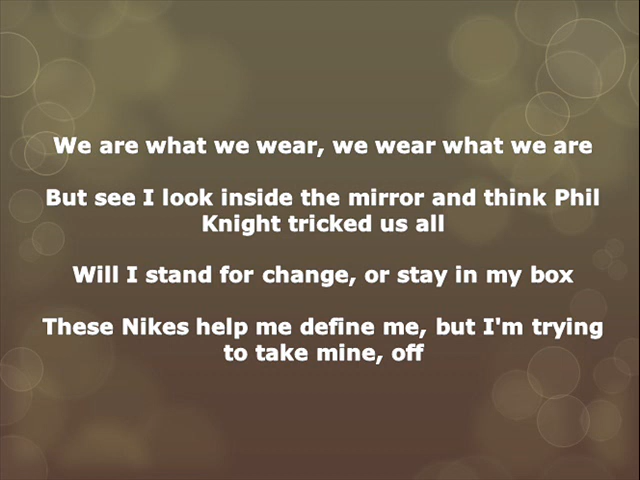 We are what we wear, we wear what we are
But see I look inside the mirror and think Phil
Knight tricked us all
Will I stand for change, or stay in my box
These Nikes help me define me, but I'm trying
to take mine, off